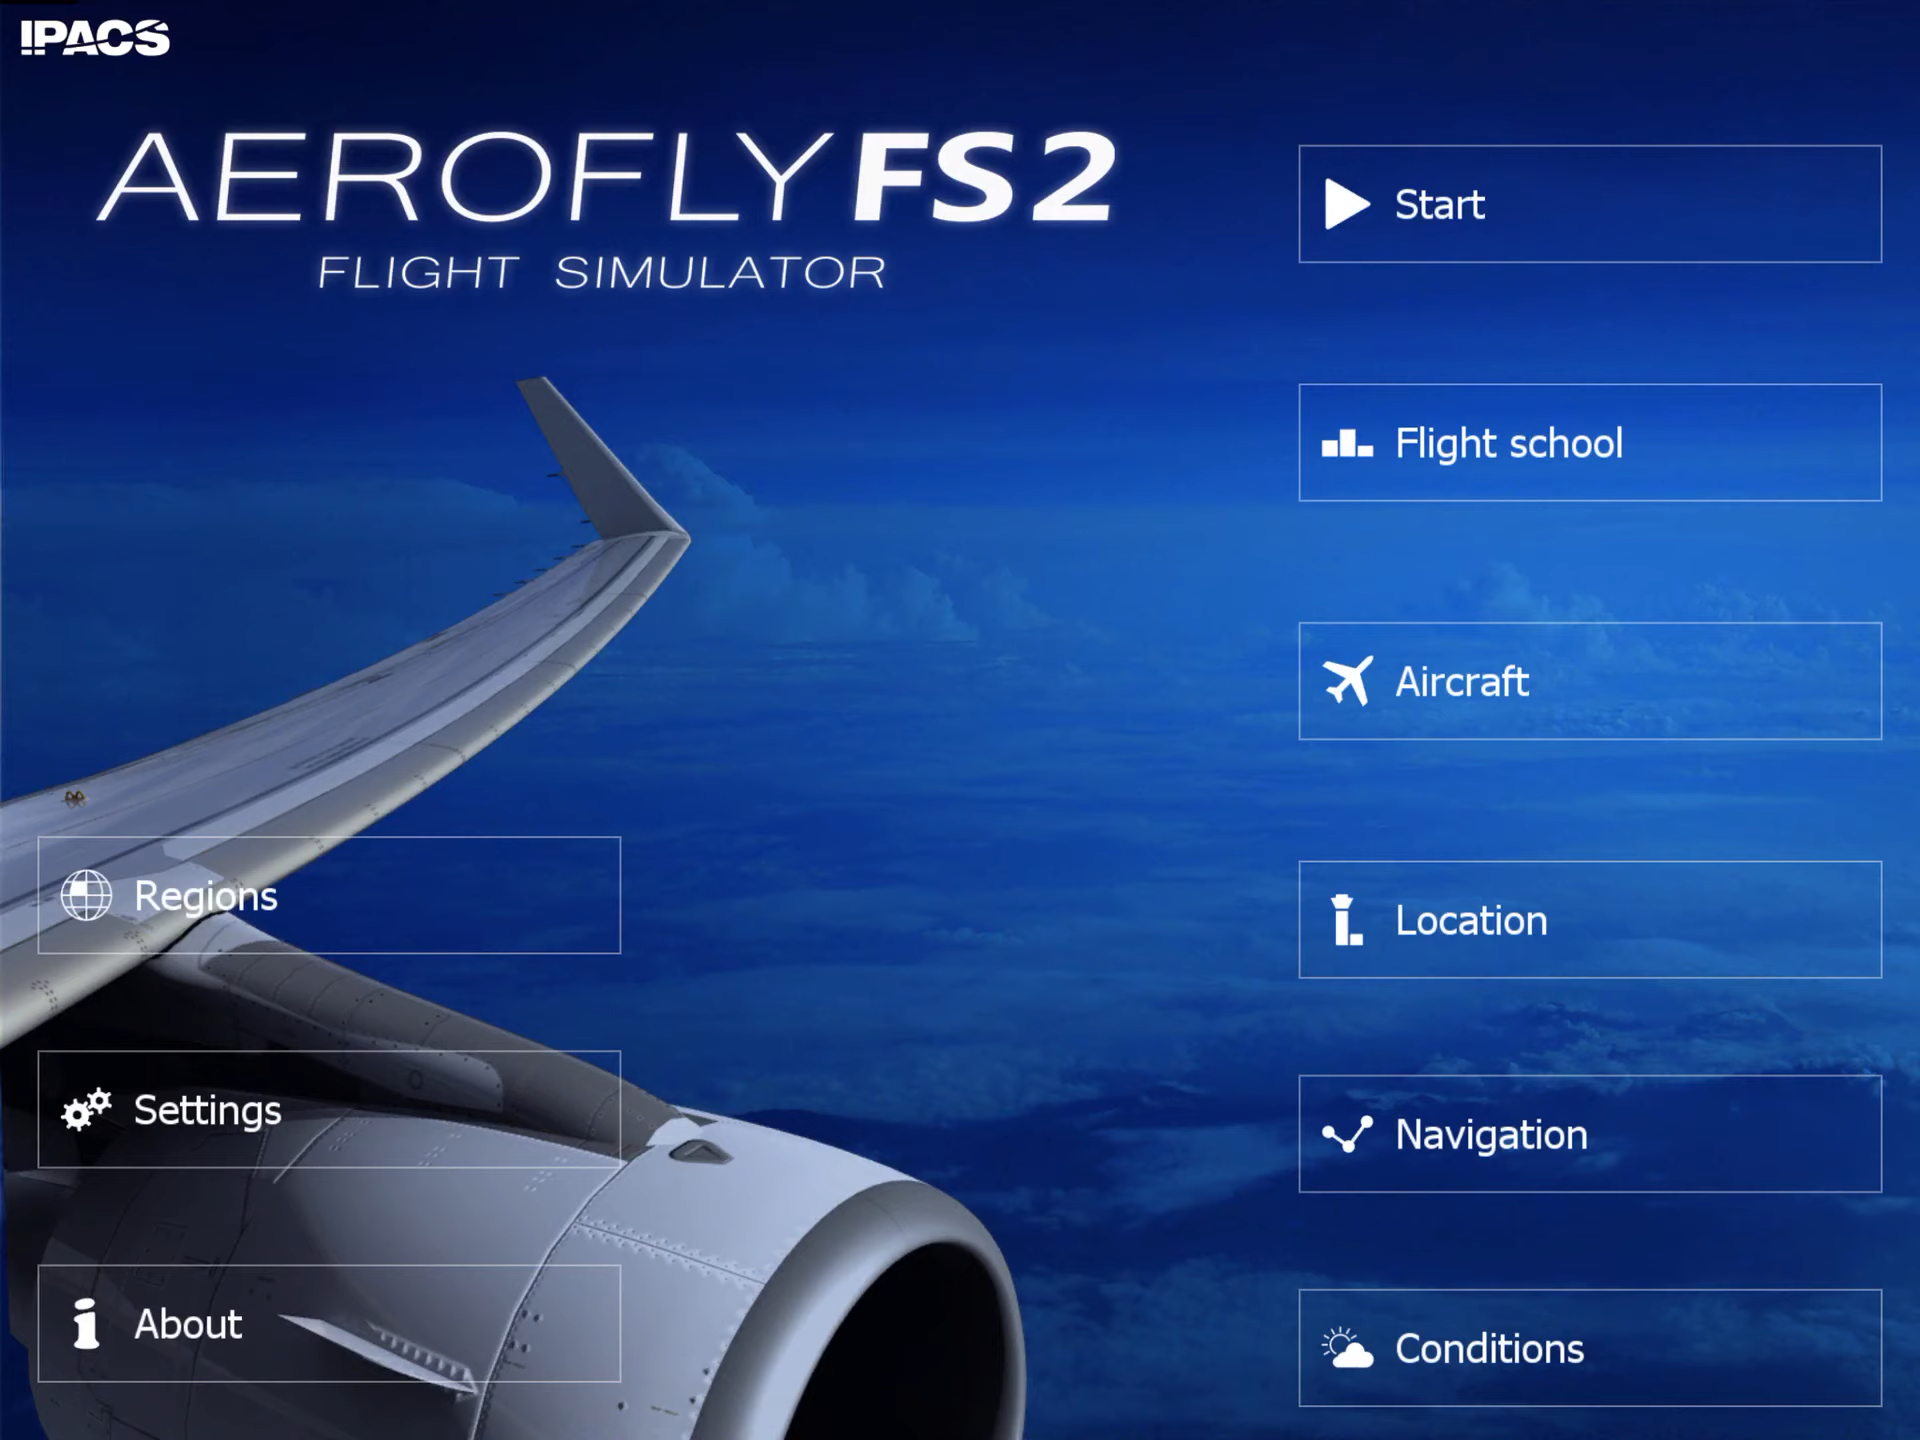 IPACS
AEROFLY FS2
FLIGHT SIMULATOR
Start
Flight school
Aircraft
Location
Navigation
Conditions
Regions
Settings
About